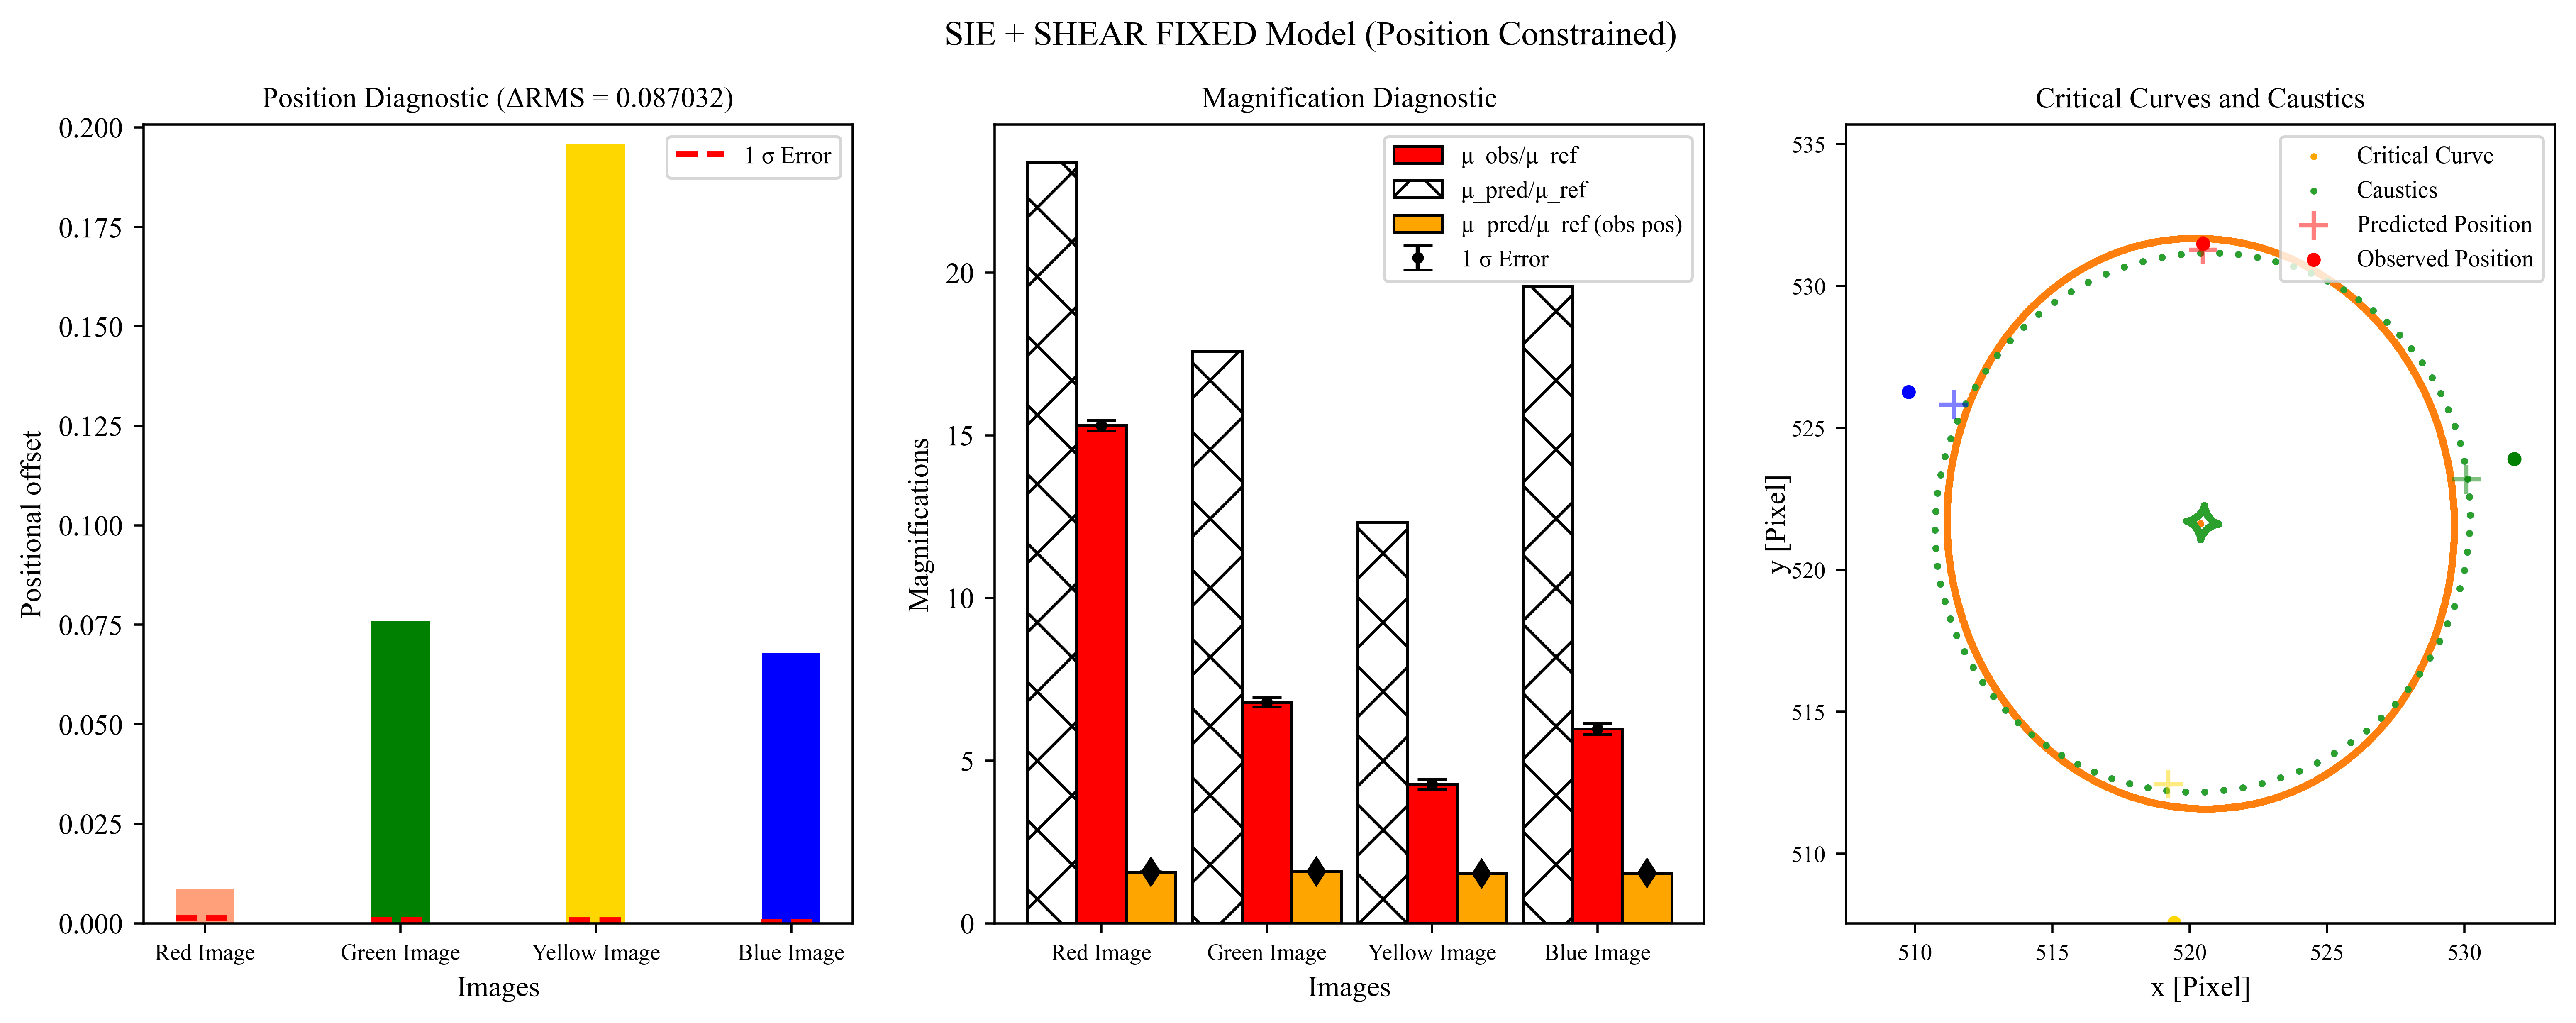 SIE + SHEAR FIXED Model (Position Constrained)
Position Diagnostic (ΔRMS = 0.087032)
0.200
0.175
0.150
0.125
0.100
0.075
0.050
0.025
0.000
Positional offset
1 σ Error
Red Image
Green Image
Yellow Image
Blue Image
Images
Magnification Diagnostic
20
15
10
5
0
Magnifications
μ_obs/μ_ref
μ_pred/μ_ref
μ_pred/μ_ref (obs pos)
1 σ Error
Red Image
Green Image
Yellow Image
Blue Image
Images
Critical Curves and Caustics
535
530
525
520
515
510
y [Pixel]
Critical Curve
Caustics
Predicted Position
Observed Position
510
515
520
525
530
x [Pixel]